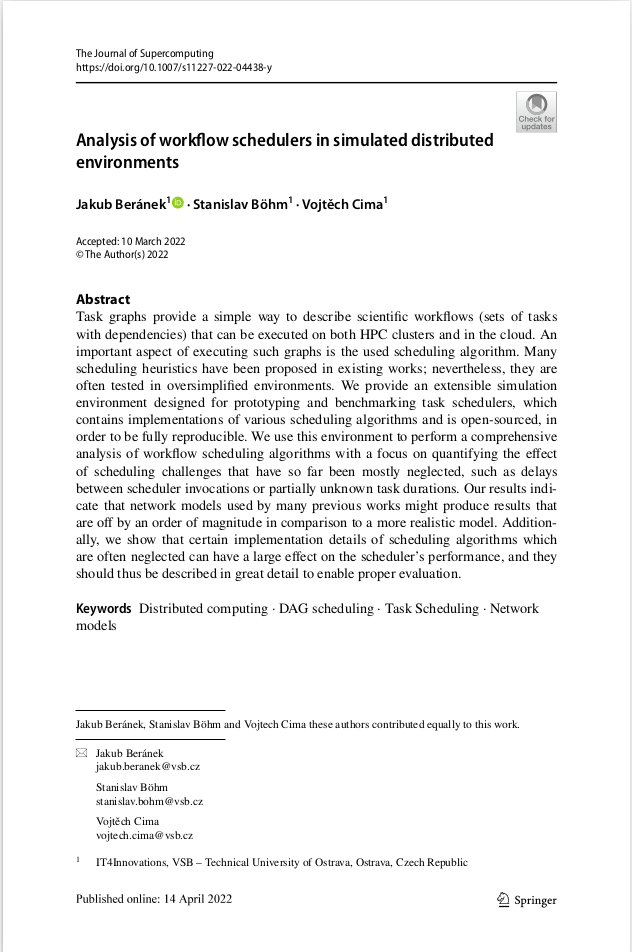 The Journal of Supercomputing
https://doi.org/10.1007/s11227-022-04438-y
Check for
updates
Analysis of workflow schedulers in simulated distributed
environments
Jakub Beránek1 iD · Stanislav Böhm1 · Vojtěch Cima1
Accepted: 10 March 2022
© The Author(s) 2022
Abstract
Task graphs provide a simple way to describe scientific workflows (sets of tasks
with dependencies) that can be executed on both HPC clusters and in the cloud. An
important aspect of executing such graphs is the used scheduling algorithm. Many
scheduling heuristics have been proposed in existing works; nevertheless, they are
often tested in oversimplified environments. We provide an extensible simulation
environment designed for prototyping and benchmarking task schedulers, which
contains implementations of various scheduling algorithms and is open-sourced, in
order to be fully reproducible. We use this environment to perform a comprehensive
analysis of workflow scheduling algorithms with a focus on quantifying the effect
of scheduling challenges that have so far been mostly neglected, such as delays
between scheduler invocations or partially unknown task durations. Our results indi-
cate that network models used by many previous works might produce results that
are off by an order of magnitude in comparison to a more realistic model. Addition-
ally, we show that certain implementation details of scheduling algorithms which
are often neglected can have a large effect on the scheduler's performance, and they
should thus be described in great detail to enable proper evaluation.
Keywords Distributed computing · DAG scheduling · Task Scheduling · Network
models
Jakub Beránek, Stanislav Böhm and Vojtech Cima these authors contributed equally to this work.
Jakub Beránek
jakub.beranek@vsb.cz
Stanislav Böhm
stanislav.bohm@vsb.cz
Vojtěch Cima
vojtech.cima@vsb.cz
1 IT4Innovations, VSB – Technical University of Ostrava, Ostrava, Czech Republic
Published online: 14 April 2022
Springer